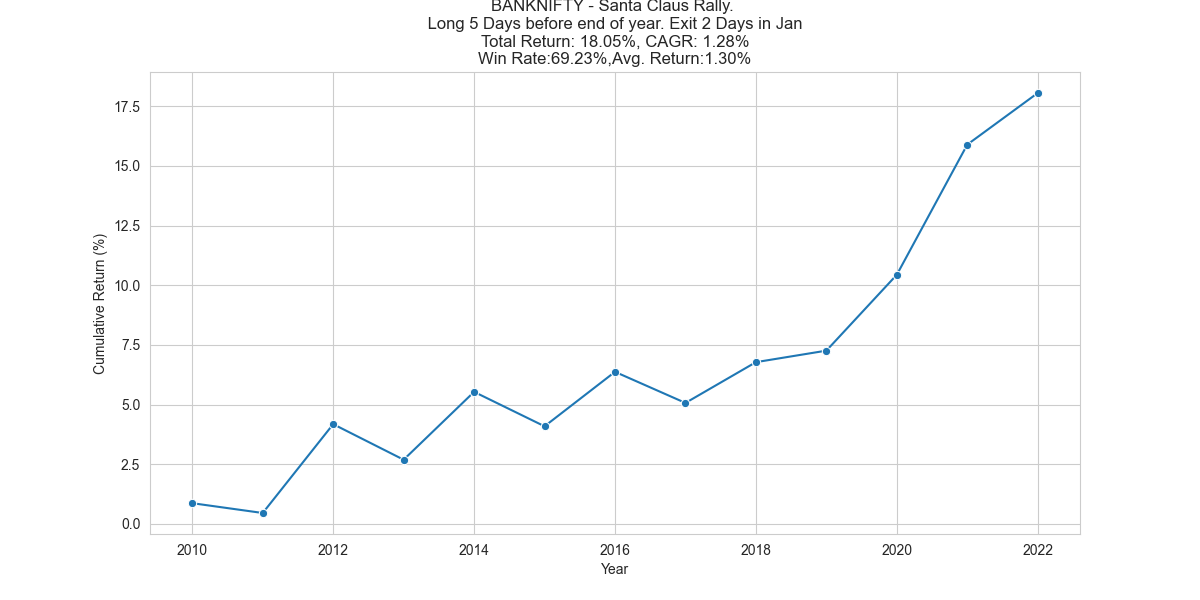 BANKNIFTY - Santa Claus Rally.
Long 5 Days before end of year. Exit 2 Days in Jan
Total Return: 18.05%, CAGR: 1.28%
Win Rate:69.23%,Avg. Return:1.30%
17.5
15.0
12.5
10.0
7.5
5.0
2.5
0.0
Cumulative Return (%)
2010 2012 2014 2016 2018 2020 2022
Year